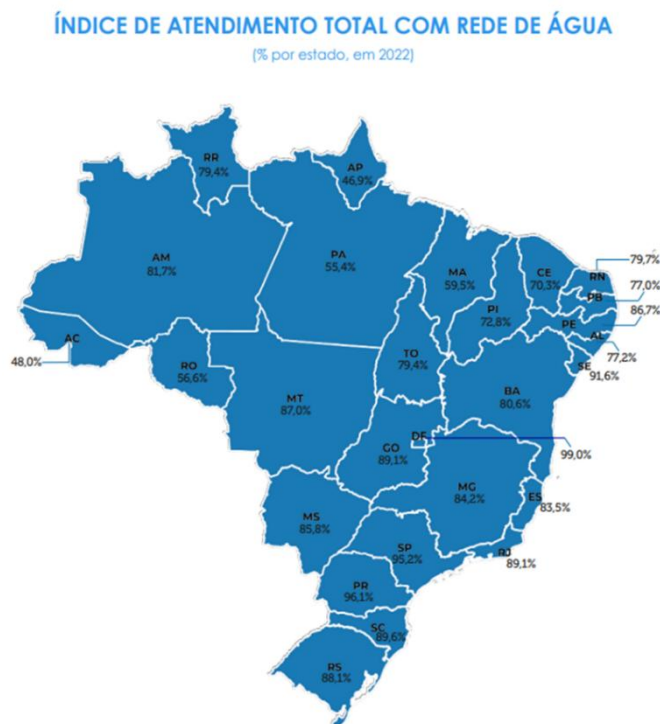 ÍNDICE DE ATENDIMENTO TOTAL COM REDE DE ÁGUA
(% por estado, em 2022)
RR
79,4%
AP
46,9%
AM
81,7%
PA
55,4%
MA
59,5%
CE
70,3%
RN
79,7%
PB
77,0%
PI
72,8%
PE
86,7%
AL
77,2%
SE
91,6%
AC
48,0%
RO
56,6%
TO
79,4%
BA
80,6%
MT
87,0%
DF
99,0%
GO
89,1%
MG
84,2%
ES
83,5%
MS
85,8%
SP
95,2%
RJ
89,1%
PR
96,1%
SC
89,6%
RS
88,1%